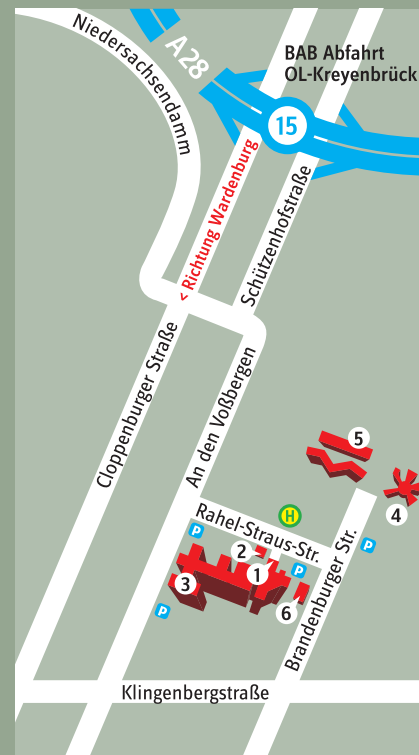 Niedersachsendamm
A 28
BAB Abfahrt
OL-Kreyenbrück
15
< Richtung Wardenburg
Schützenhofstraße
Cloppenburger Straße
An den Voßbergen
5
4
H
Rahel-Straus-Str.
P
2
1
P
P
3
6
P
Brandenburger Str.
Klingenbergstraße